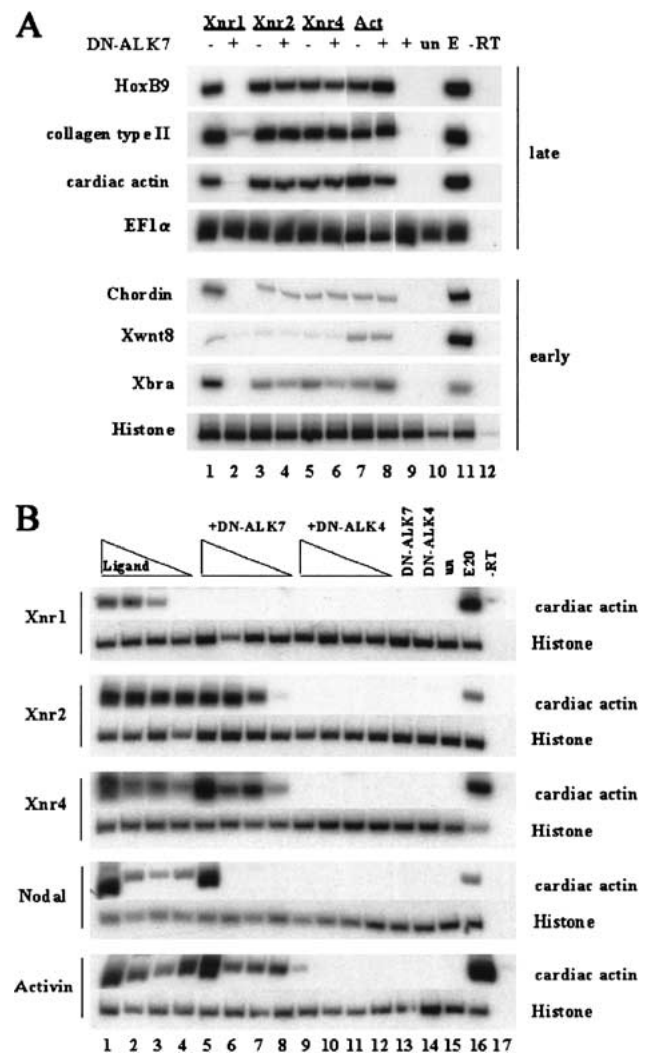 A
Xnr1 Xnr2 Xnr4 Act
DN-ALK7 - + - + - + - + + un E -RT
HoxB9
collagen type II
cardiac actin
EF1α
late
Chordin
Xwnt8
Xbra
Histone
early
1 2 3 4 5 6 7 8 9 10 11 12
B
Ligand +DN-ALK7 +DN-ALK4 DN-ALK7 DN-ALK4 un E20 -RT
Xnr1 cardiac actin
Histone
Xnr2 cardiac actin
Histone
Xnr4 cardiac actin
Histone
Nodal cardiac actin
Histone
Activin cardiac actin
Histone
1 2 3 4 5 6 7 8 9 10 11 12 13 14 15 16 17